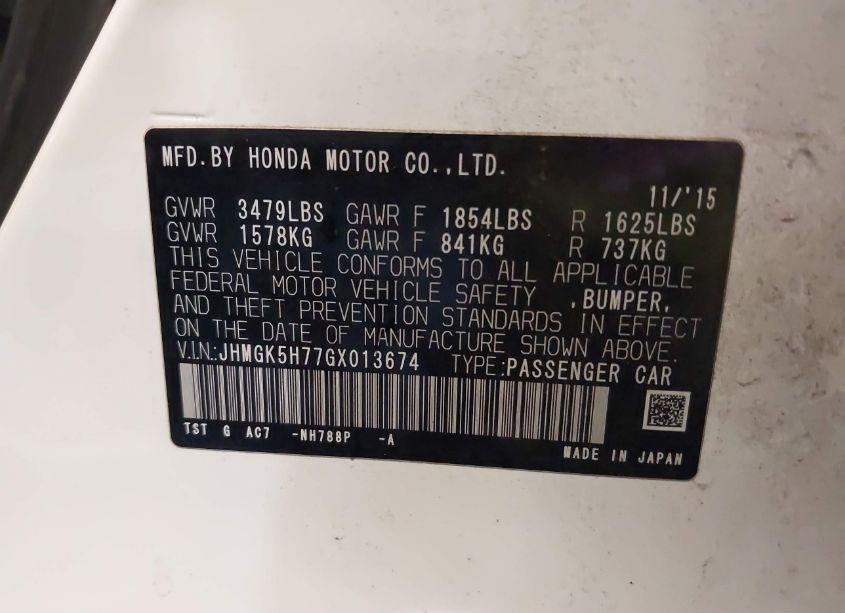 MFD.BY HONDA MOTOR CO.,LTD.
11/'15
GVWR 3479LBS GAWR F 1854LBS R 1625LBS
GVWR 1578KG GAWR F 841KG R 737KG
THIS VEHICLE CONFORMS TO ALL APPLICABLE
FEDERAL MOTOR VEHICLE SAFETY ,BUMPER,
AND THEFT PREVENTION STANDARDS IN EFFECT
ON THE DATE OF MANUFACTURE SHOWN ABOVE.
V.I.N.:JHMGK5H77GX013674 TYPE:PASSENGER CAR
TST G AC7 -NH788P -A
MADE IN JAPAN